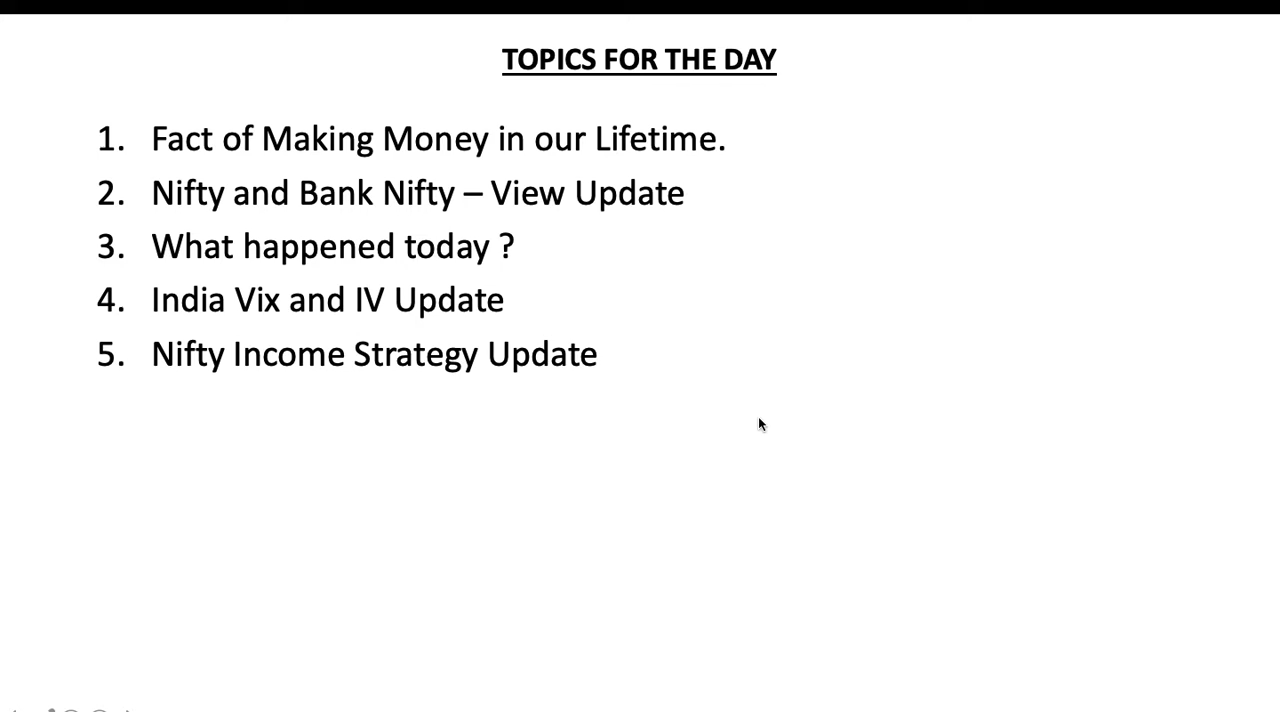 TOPICS FOR THE DAY
1. Fact of Making Money in our Lifetime.
2. Nifty and Bank Nifty – View Update
3. What happened today ?
4. India Vix and IV Update
5. Nifty Income Strategy Update